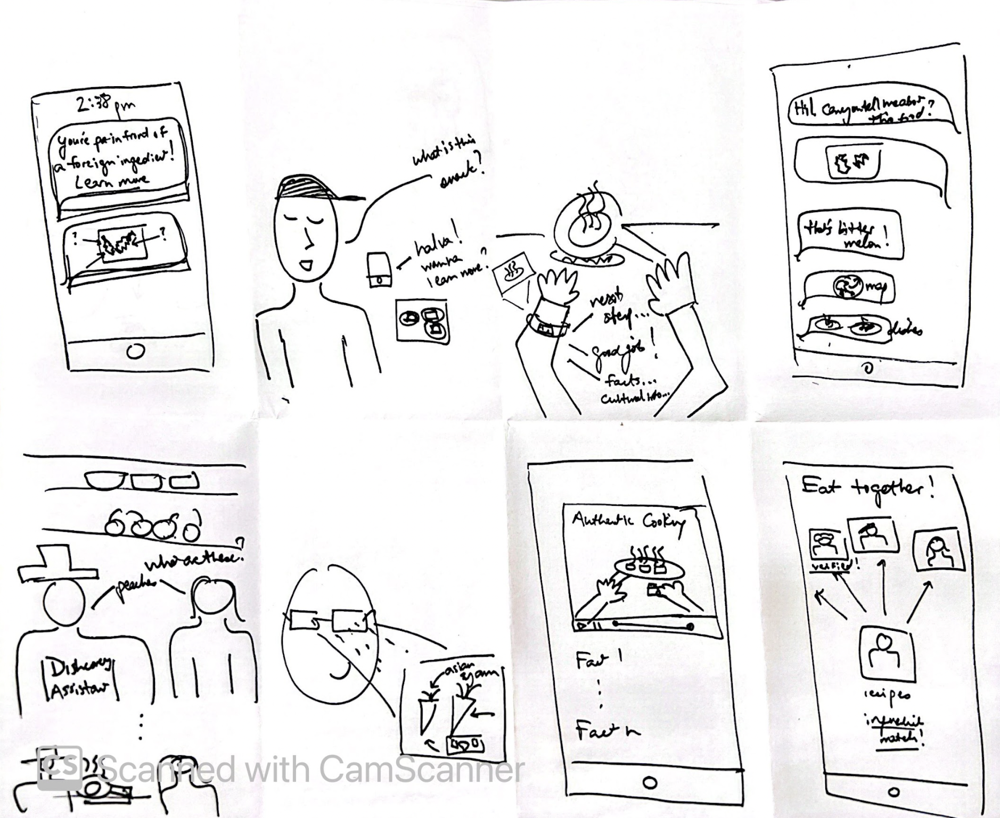 2:38 pm
You're in front of
a foreign ingredient!
Learn more
?
?
what is this
snack?
halva!
wanna
learn more?
next
step...
good job!
facts...
cultural info...
Hi! Can you tell me about
this food?
that's bitter
melon!
map
dishes
what are these?
peaches
Dishcovery
Assistant
asian
yam
Authentic Cooking
Fact 1
Fact n
Eat together!
verified!
recipes
ingredient
match!
CS Scanned with CamScanner